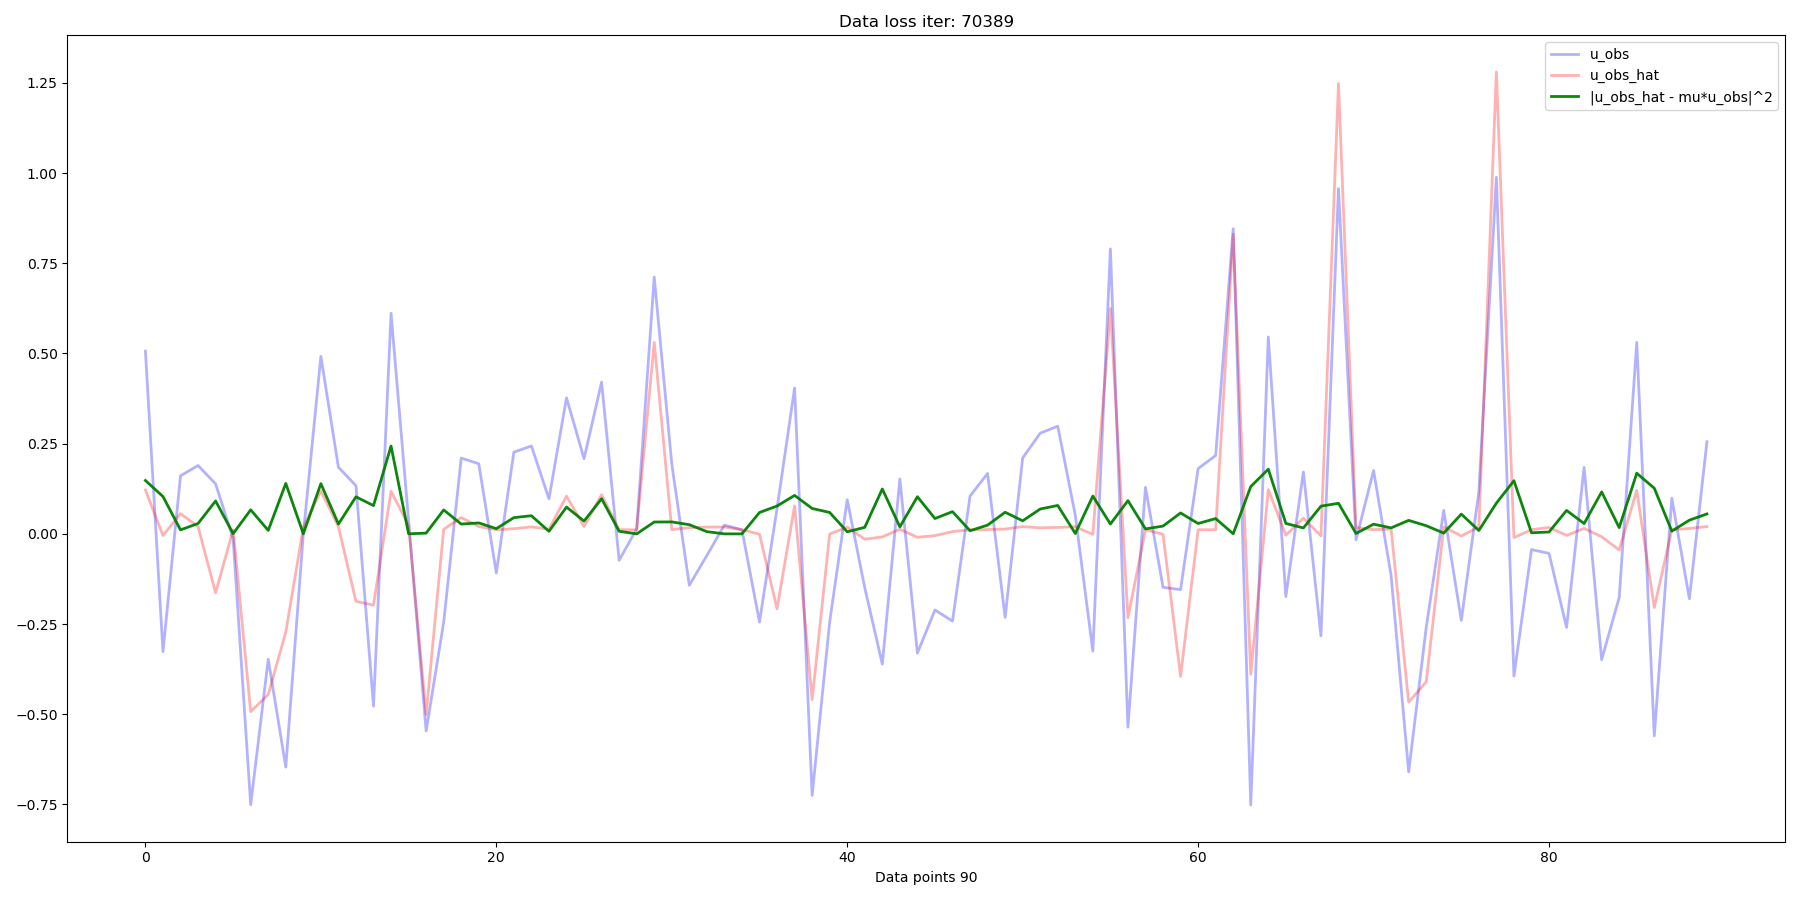 Data loss iter: 70389
u_obs
u_obs_hat
|u_obs_hat - mu*u_obs|^2
1.25
1.00
0.75
0.50
0.25
0.00
−0.25
−0.50
−0.75
0 20 40 60 80
Data points 90